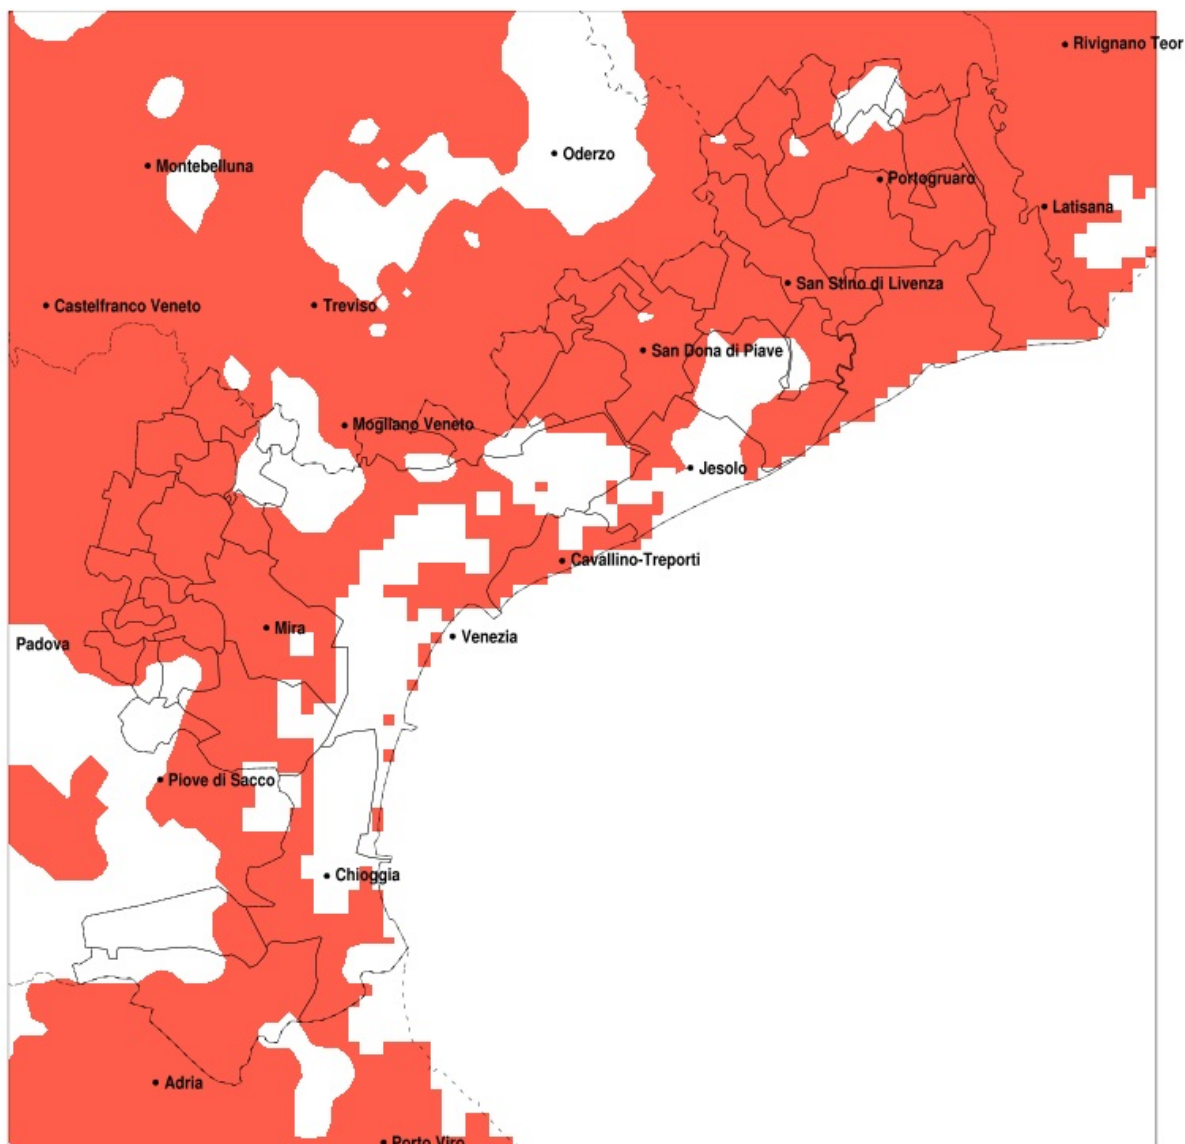 Rivignano Teor
Oderzo
Montebelluna
Portogruaro
Latisana
San Stino di Livenza
Castelfranco Veneto
Treviso
San Dona di Piave
Mogliano Veneto
Jesolo
Cavallino-Treporti
Mira
Venezia
Padova
Piove di Sacco
Chioggia
Adria
Porto Viro